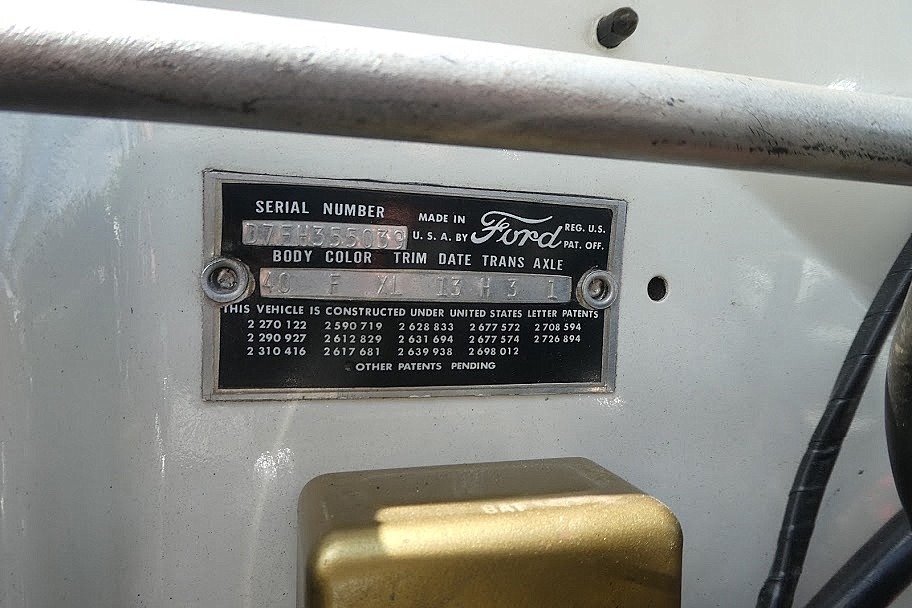 SERIAL NUMBER
D7FH355039
MADE IN
U. S. A. BY
Ford
REG. U.S.
PAT. OFF.
BODY COLOR TRIM DATE TRANS AXLE
40 F XL 13 H 3 1
THIS VEHICLE IS CONSTRUCTED UNDER UNITED STATES LETTER PATENTS
2 270 122 2 590 719 2 628 833 2 677 572 2 708 594
2 290 927 2 612 829 2 631 694 2 677 574 2 726 894
2 310 416 2 617 681 2 639 938 2 698 012
OTHER PATENTS PENDING
BAT